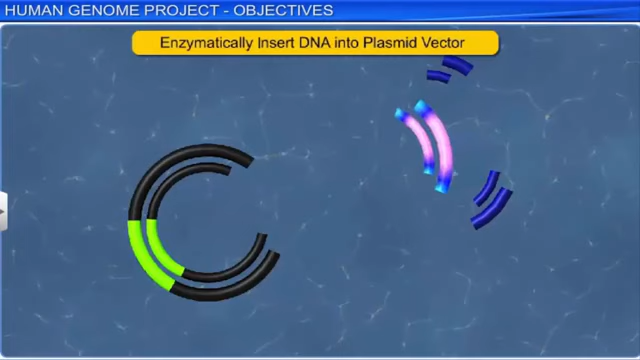 HUMAN GENOME PROJECT - OBJECTIVES
Enzymatically Insert DNA into Plasmid Vector